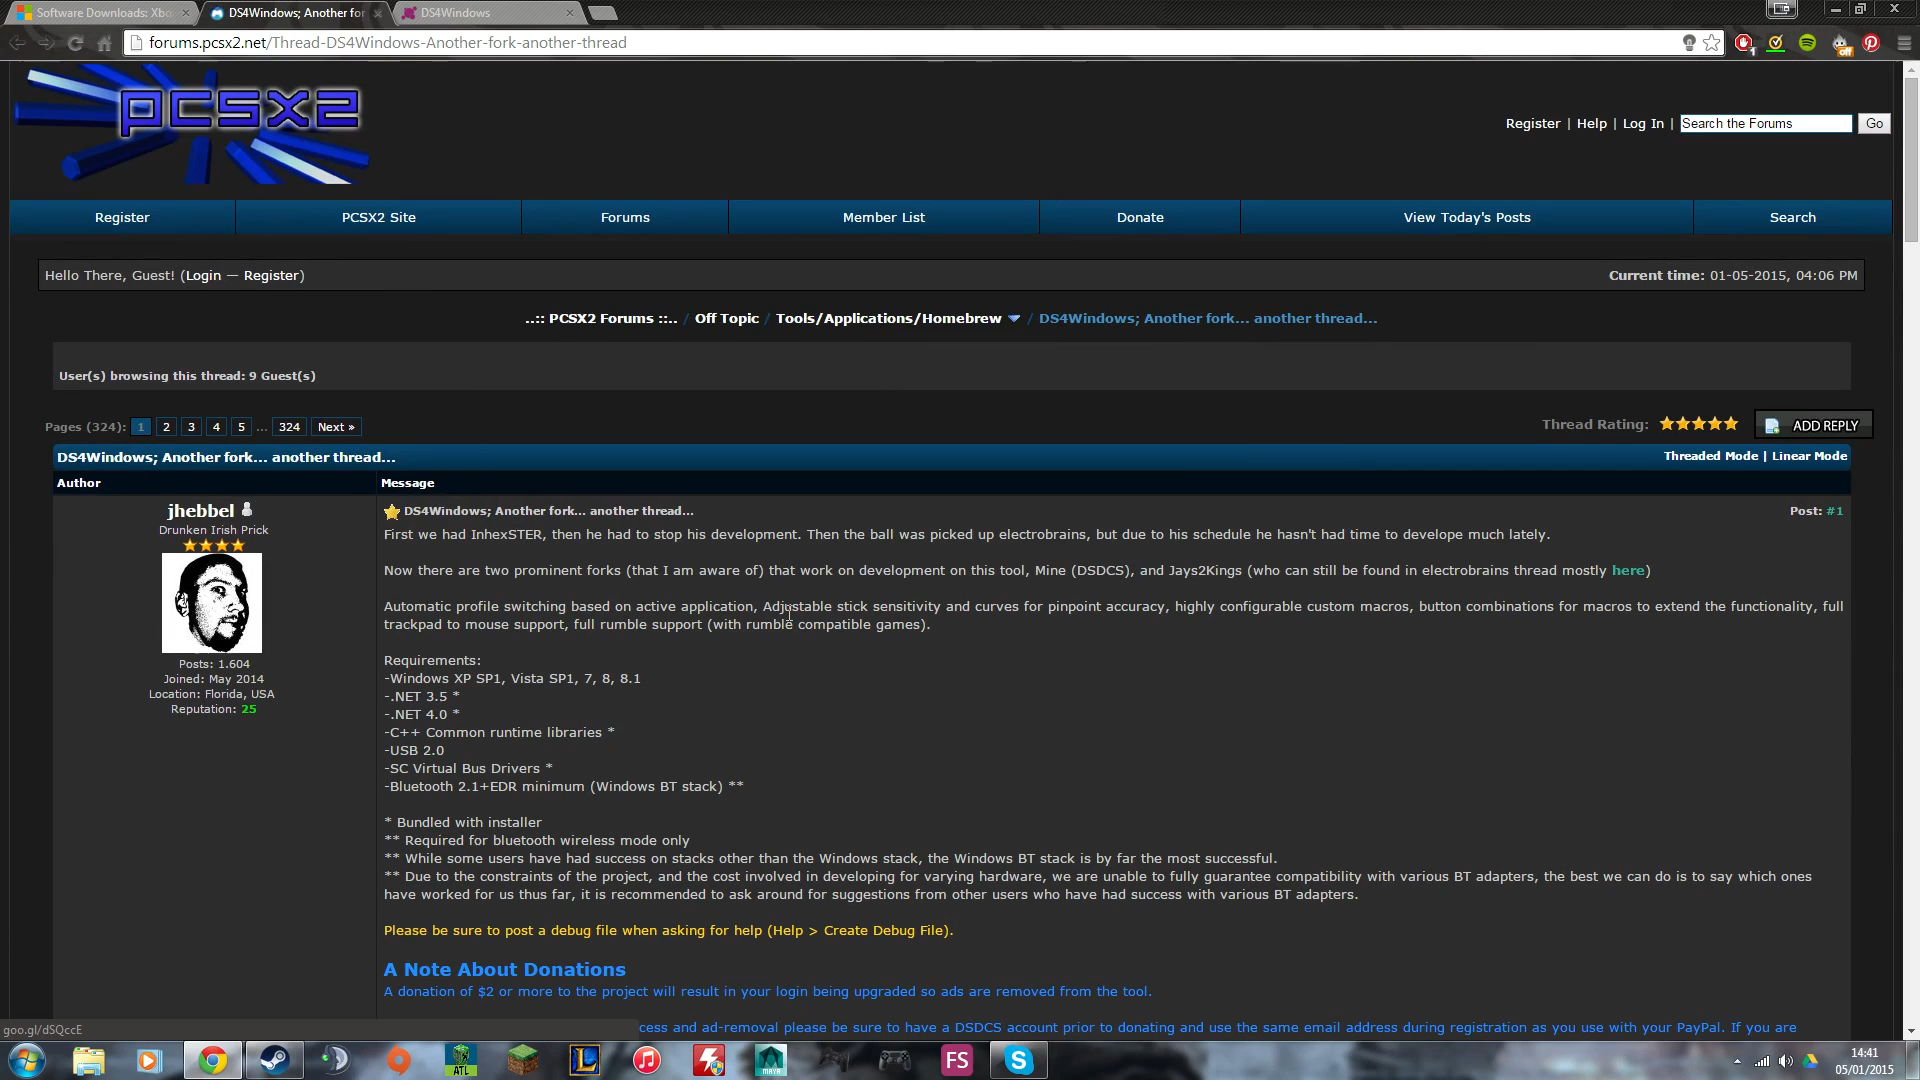 Software Downloads: Xbo
DS4Windows; Another for
DS4Windows
forums.pcsx2.net/Thread-DS4Windows-Another-fork-another-thread
1
off
PCSX2
Register | Help | Log In |
Search the Forums
Go
Register
PCSX2 Site
Forums
Member List
Donate
View Today's Posts
Search
Hello There, Guest! (Login — Register)
Current time: 01-05-2015, 04:06 PM
..:: PCSX2 Forums ::.. / Off Topic / Tools/Applications/Homebrew / DS4Windows; Another fork... another thread...
User(s) browsing this thread: 9 Guest(s)
Pages (324): 1 2 3 4 5 ... 324 Next »
Thread Rating:
ADD REPLY
DS4Windows; Another fork... another thread...
Threaded Mode | Linear Mode
Author
Message
jhebbel
Drunken Irish Prick
Posts: 1.604
Joined: May 2014
Location: Florida, USA
Reputation: 25
DS4Windows; Another fork... another thread...
Post: #1
First we had InhexSTER, then he had to stop his development. Then the ball was picked up electrobrains, but due to his schedule he hasn't had time to develope much lately.
Now there are two prominent forks (that I am aware of) that work on development on this tool, Mine (DSDCS), and Jays2Kings (who can still be found in electrobrains thread mostly here)
Automatic profile switching based on active application, Adjustable stick sensitivity and curves for pinpoint accuracy, highly configurable custom macros, button combinations for macros to extend the functionality, full
trackpad to mouse support, full rumble support (with rumble compatible games).
Requirements:
-Windows XP SP1, Vista SP1, 7, 8, 8.1
-.NET 3.5 *
-.NET 4.0 *
-C++ Common runtime libraries *
-USB 2.0
-SC Virtual Bus Drivers *
-Bluetooth 2.1+EDR minimum (Windows BT stack) **
* Bundled with installer
** Required for bluetooth wireless mode only
** While some users have had success on stacks other than the Windows stack, the Windows BT stack is by far the most successful.
** Due to the constraints of the project, and the cost involved in developing for varying hardware, we are unable to fully guarantee compatibility with various BT adapters, the best we can do is to say which ones
have worked for us thus far, it is recommended to ask around for suggestions from other users who have had success with various BT adapters.
Please be sure to post a debug file when asking for help (Help > Create Debug File).
A Note About Donations
A donation of $2 or more to the project will result in your login being upgraded so ads are removed from the tool.
cess and ad-removal please be sure to have a DSDCS account prior to donating and use the same email address during registration as you use with your PayPal. If you are
goo.gl/dSQccE
ATL
L
MAYA
FS
S
14:41
05/01/2015